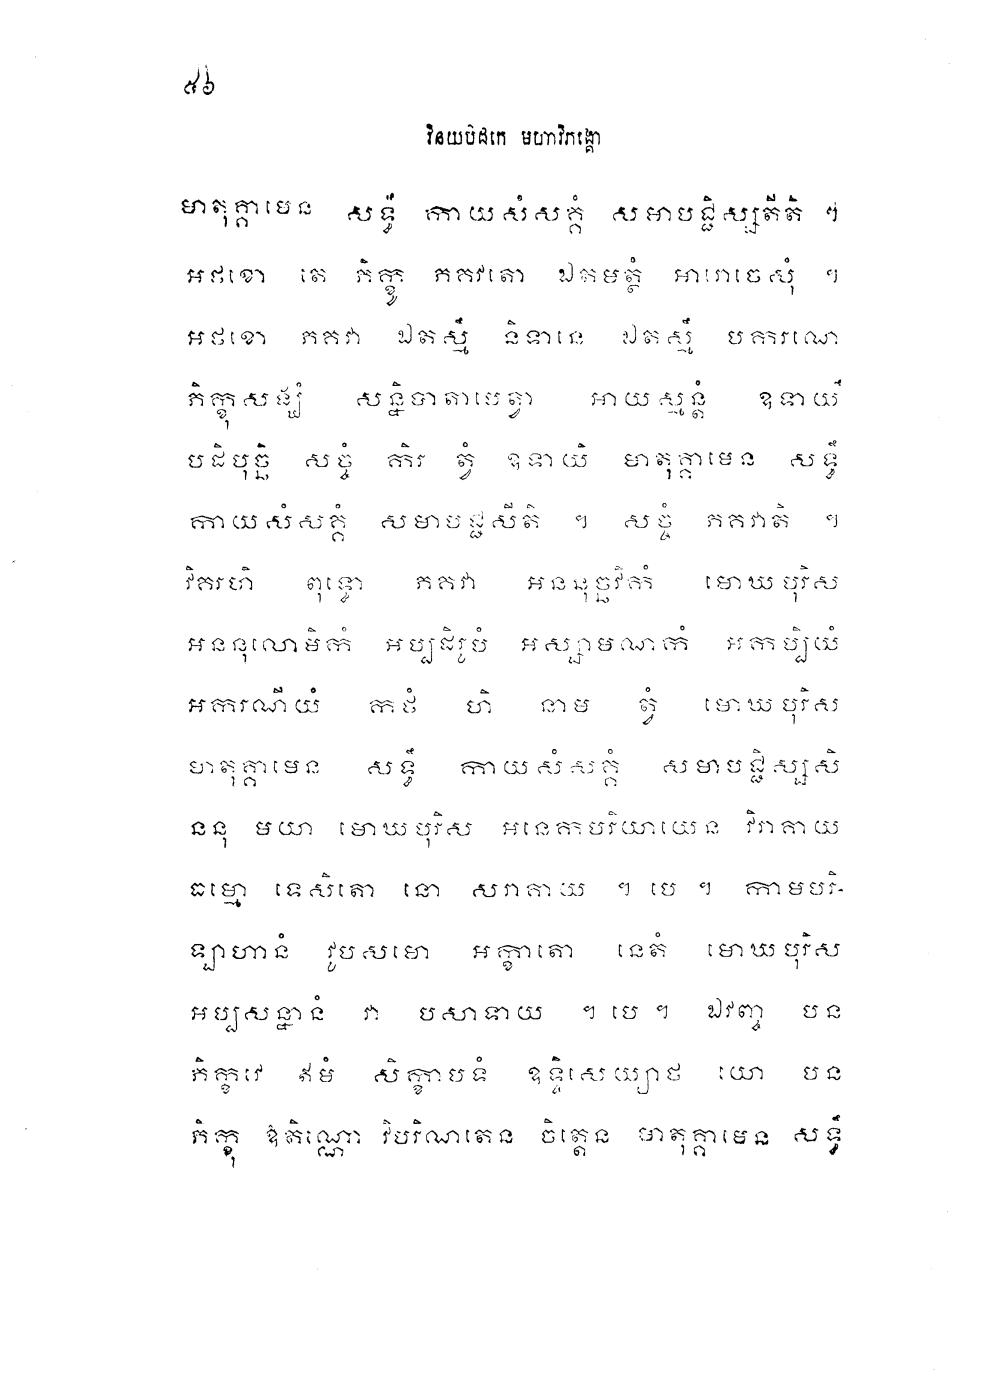 ៥៦
វិនយបិដកេ មហាវិភង្គោ
មាតុគ្គាមេន សទ្ធឹ កាយសំសគ្គំ សមាបជ្ជិស្សតីតិ ។
អថខោ តេ ភិក្ខូ ភគវតោ ឯតមត្ថំ អារោចេសុំ ។
អថខោ ភគវា ឯតស្មឹ និទានេ ឯតស្មឹ បការណេ
ភិក្ខុសង្ឃំ សន្និបាតាបេត្វា អាយស្មន្តំ ឧទាយឹ
បដិបុច្ឆិ សច្ចំ កិរ ត្វំ ឧទាយិ មាតុគ្គាមេន សទ្ធឹ
កាយសំសគ្គំ សមាបជ្ជសីតិ ។ សច្ចំ ភគវាតិ ។
វិគរហិ ពុទ្ធោ ភគវា អននុច្ឆវិកំ មោឃបុរិស
អននុលោមិកំ អប្បដិរូបំ អស្សាមណកំ អកប្បិយំ
អការណីយំ កថំ ហិ នាម ត្វំ មោឃបុរិស
មាតុគ្គាមេន សទ្ធឹ កាយសំសគ្គំ សមាបជ្ជិស្សសិ
ននុ មយា មោឃបុរិស អនេកាបរិយាយេន វិរាគាយ
ធម្មោ ទេសិតោ នោ សរាគាយ ។ បេ ។ កាមបរិ-
ឡាហានំ វូបសមោ អក្ខាតោ នេតំ មោឃបុរិស
អប្បសន្នានំ វា បសាទាយ ។ បេ ។ ឯវញ្ច បន
ភិក្ខវេ ឥមំ សិក្ខាបទំ ឧទ្ទិសេយ្យាថ យោ បន
ភិក្ខុ ឱតិណ្ណោ វិបរិណតេន ចិត្តេន មាតុគ្គាមេន សទ្ធឹ